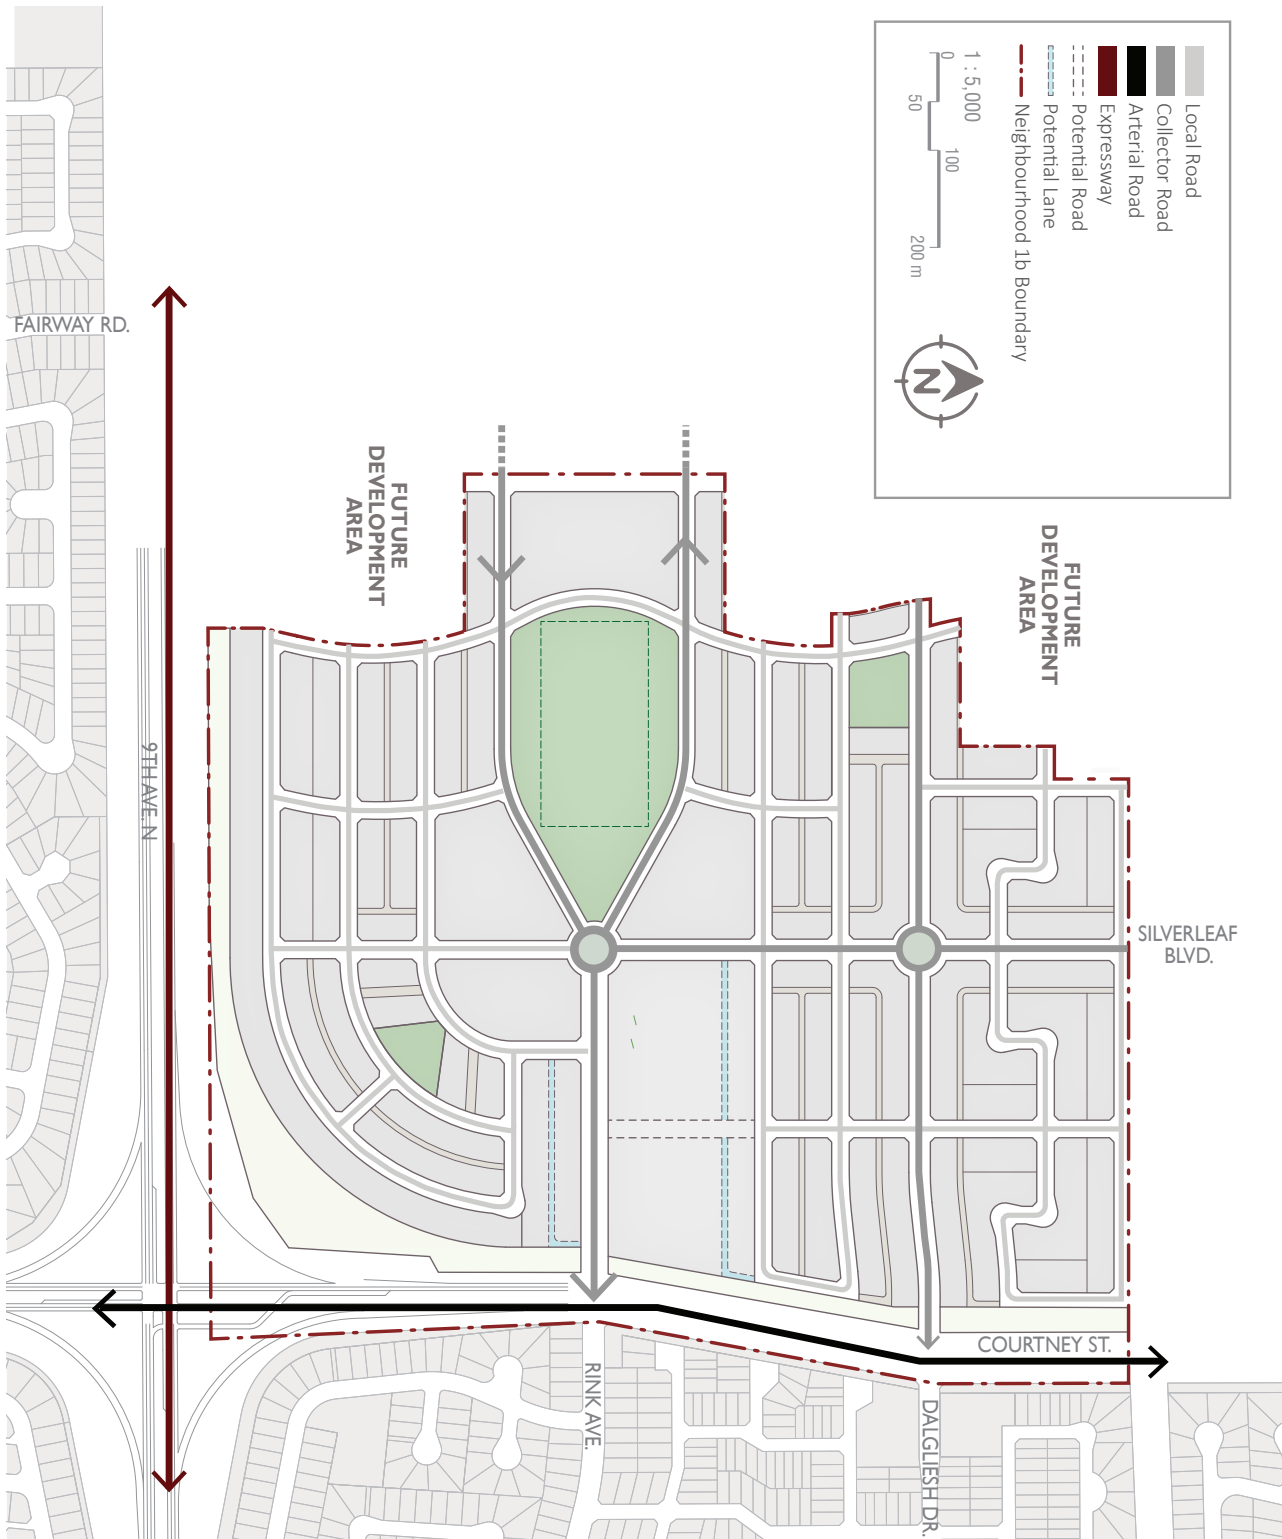 Local Road
Collector Road
Arterial Road
Expressway
Potential Road
Potential Lane
Neighbourhood 1b Boundary
1 : 5,000
0
50
100
200 m
N
FAIRWAY RD.
FUTURE
DEVELOPMENT
AREA
FUTURE
DEVELOPMENT
AREA
9TH AVE. N
SILVERLEAF
BLVD.
COURTNEY ST.
RINK AVE.
DALGLIESH DR.